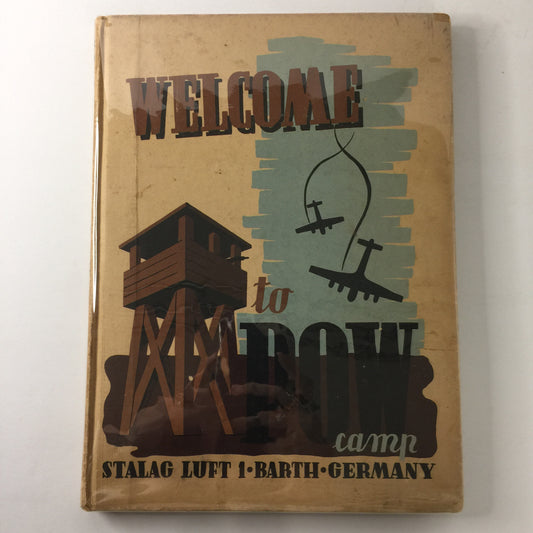 WELCOME
to
POW
camp
STALAG LUFT 1·BARTH·GERMANY